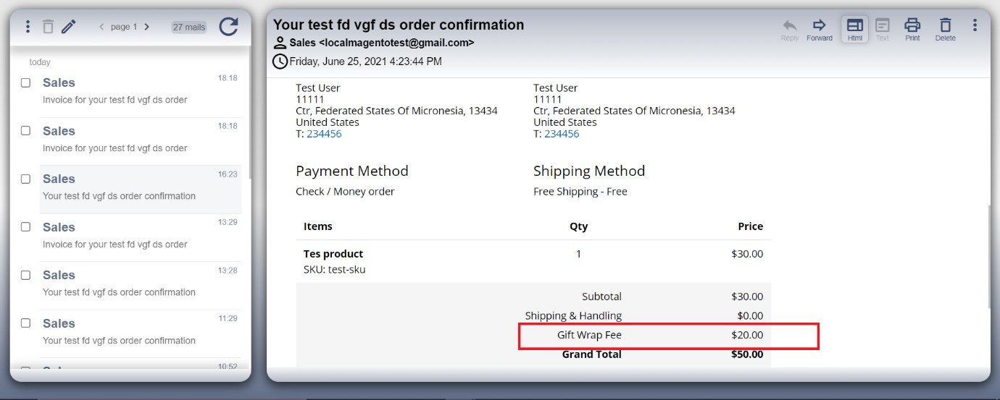 page 1
27 mails
today
Sales
18:18
Invoice for your test fd vgf ds order
Sales
18:18
Invoice for your test fd vgf ds order
Sales
16:23
Your test fd vgf ds order confirmation
Sales
13:29
Invoice for your test fd vgf ds order
Sales
13:28
Your test fd vgf ds order confirmation
Sales
11:29
Your test fd vgf ds order confirmation
10:52
Your test fd vgf ds order confirmation
Sales <localmagentotest@gmail.com>
Friday, June 25, 2021 4:23:44 PM
Reply Forward Html Text Print Delete
Test User
11111
Ctr, Federated States Of Micronesia, 13434
United States
T: 234456
Test User
11111
Ctr, Federated States Of Micronesia, 13434
United States
T: 234456
Payment Method
Check / Money order
Shipping Method
Free Shipping - Free
Items Qty Price
Tes product 1 $30.00
SKU: test-sku
Subtotal $30.00
Shipping & Handling $0.00
Gift Wrap Fee $20.00
Grand Total $50.00